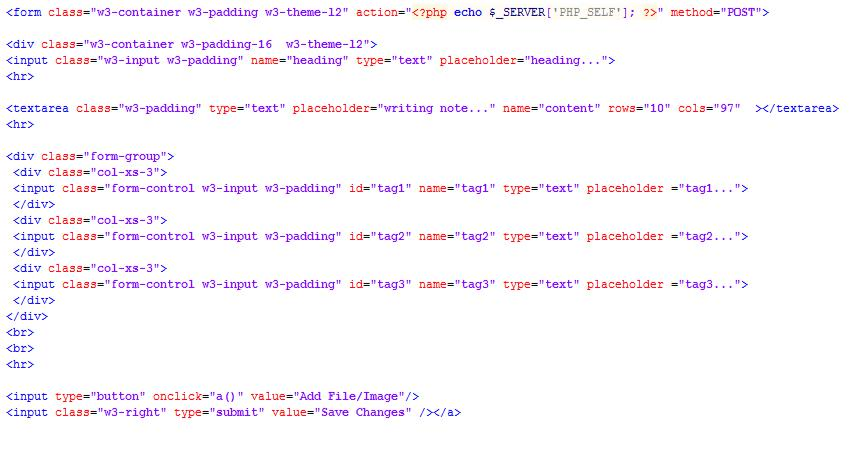 <form class="w3-container w3-padding w3-theme-l2" action="<?php echo $_SERVER['PHP_SELF']; ?>" method="POST">
<div class="w3-container w3-padding-16  w3-theme-l2">
<input class="w3-input w3-padding" name="heading" type="text" placeholder="heading...">
<hr>
<textarea class="w3-padding" type="text" placeholder="writing note..." name="content" rows="10" cols="97"  ></textarea>
<hr>
<div class="form-group">
<div class="col-xs-3">
<input class="form-control w3-input w3-padding" id="tag1" name="tag1" type="text" placeholder ="tag1...">
</div>
<div class="col-xs-3">
<input class="form-control w3-input w3-padding" id="tag2" name="tag2" type="text" placeholder ="tag2...">
</div>
<div class="col-xs-3">
<input class="form-control w3-input w3-padding" id="tag3" name="tag3" type="text" placeholder ="tag3...">
</div>
</div>
<br>
<br>
<hr>
<input type="button" onclick="a()" value="Add File/Image"/>
<input class="w3-right" type="submit" value="Save Changes" /></a>